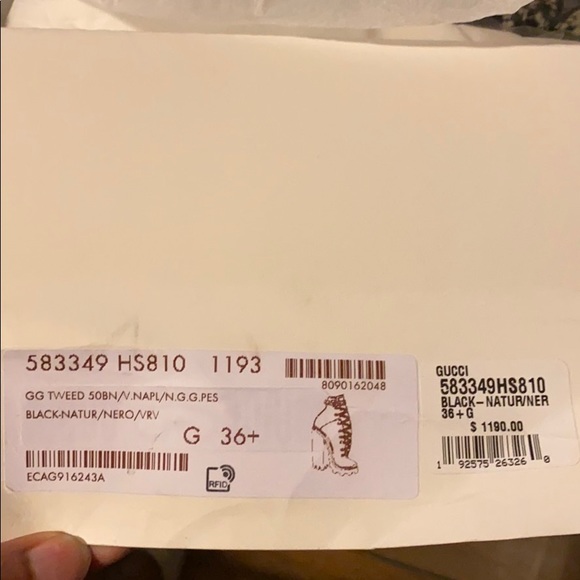 583349 HS810 1193
8090162048
GG TWEED 50BN/V.NAPL/N.G.G.PES
BLACK-NATUR/NERO/VRV
G 36+
ECAG916243A
RFID
GUCCI
583349HS810
BLACK-NATUR/NER
36+G
$ 1190.00
1 92575 26326 0